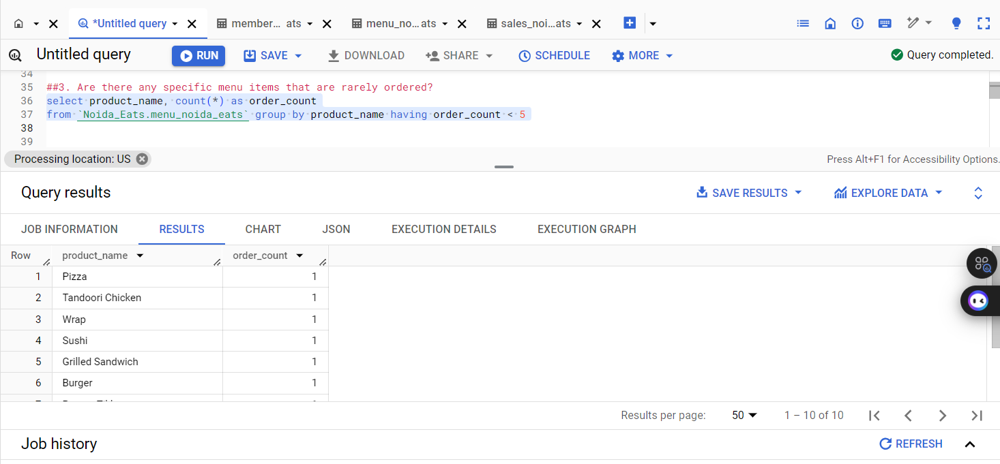 *Untitled query
member... ats
menu_no... ats
sales_noi...ats
Untitled query
RUN
SAVE
DOWNLOAD
SHARE
SCHEDULE
MORE
Query completed.
34
35 ##3. Are there any specific menu items that are rarely ordered?
36 select product_name, count(*) as order_count
37 from `Noida_Eats.menu_noida_eats` group by product_name having order_count < 5
38
39
Processing location: US
Press Alt+F1 for Accessibility Options.
Query results
SAVE RESULTS
EXPLORE DATA
JOB INFORMATION
RESULTS
CHART
JSON
EXECUTION DETAILS
EXECUTION GRAPH
Row product_name order_count
1 Pizza 1
2 Tandoori Chicken 1
3 Wrap 1
4 Sushi 1
5 Grilled Sandwich 1
6 Burger 1
Results per page: 50 1 – 10 of 10
Job history
REFRESH